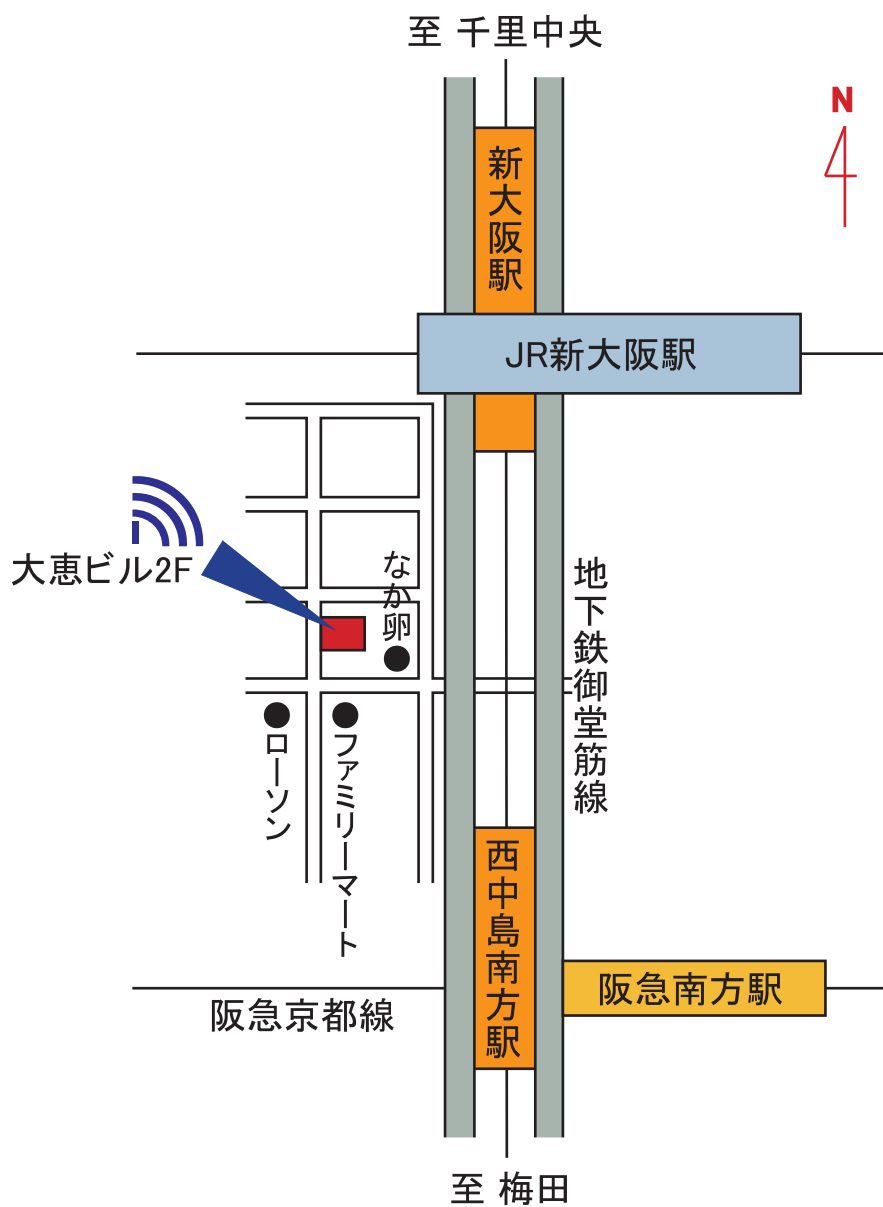 至 千里中央
N
新大阪駅
JR新大阪駅
大恵ビル2F
なか卯
地下鉄御堂筋線
ローソン
ファミリーマート
西中島南方駅
阪急南方駅
阪急京都線
至 梅田